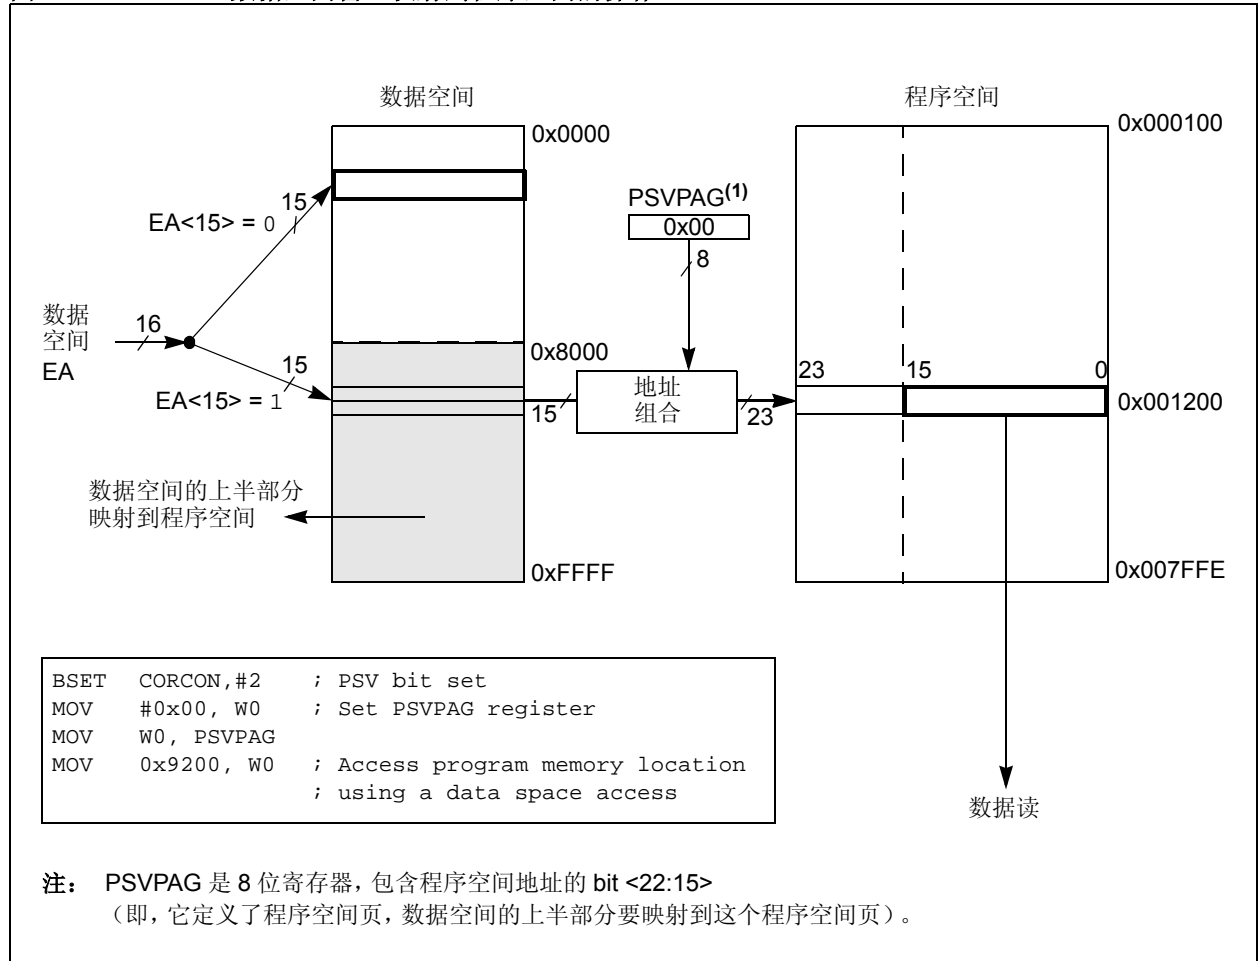 数据空间
程序空间
0x0000
0x000100
15
EA<15> = 0
PSVPAG(1)
0x00
8
数据
空间
EA
16
0x8000
15
EA<15> = 1
15
地址
组合
23
23 15 0
0x001200
数据空间的上半部分
映射到程序空间
0xFFFF
0x007FFE
BSET CORCON,#2 ; PSV bit set
MOV #0x00, W0 ; Set PSVPAG register
MOV W0, PSVPAG
MOV 0x9200, W0 ; Access program memory location
; using a data space access
数据读
注： PSVPAG 是 8 位寄存器，包含程序空间地址的 bit <22:15>
（即，它定义了程序空间页，数据空间的上半部分要映射到这个程序空间页）。